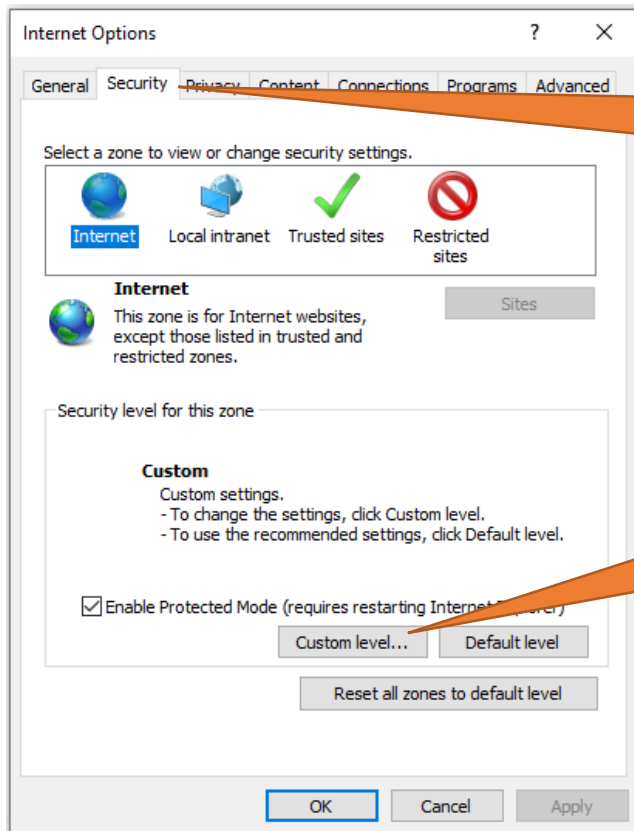 Internet Options ?
General Security Privacy Content Connections Programs Advanced
Select a zone to view or change security settings.
Internet Local intranet Trusted sites Restricted
sites
Internet
This zone is for Internet websites,
except those listed in trusted and
restricted zones.
Sites
Security level for this zone
Custom
Custom settings.
- To change the settings, click Custom level.
- To use the recommended settings, click Default level.
Enable Protected Mode (requires restarting Internet Explorer)
Custom level... Default level
Reset all zones to default level
OK Cancel Apply